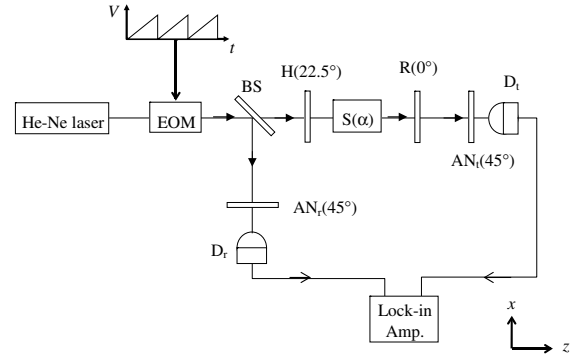 V
t
BS
H(22.5°)
R(0°)
Dt
He-Ne laser
EOM
S(α)
ANt(45°)
ANr(45°)
Dr
Lock-in
Amp.
x
z